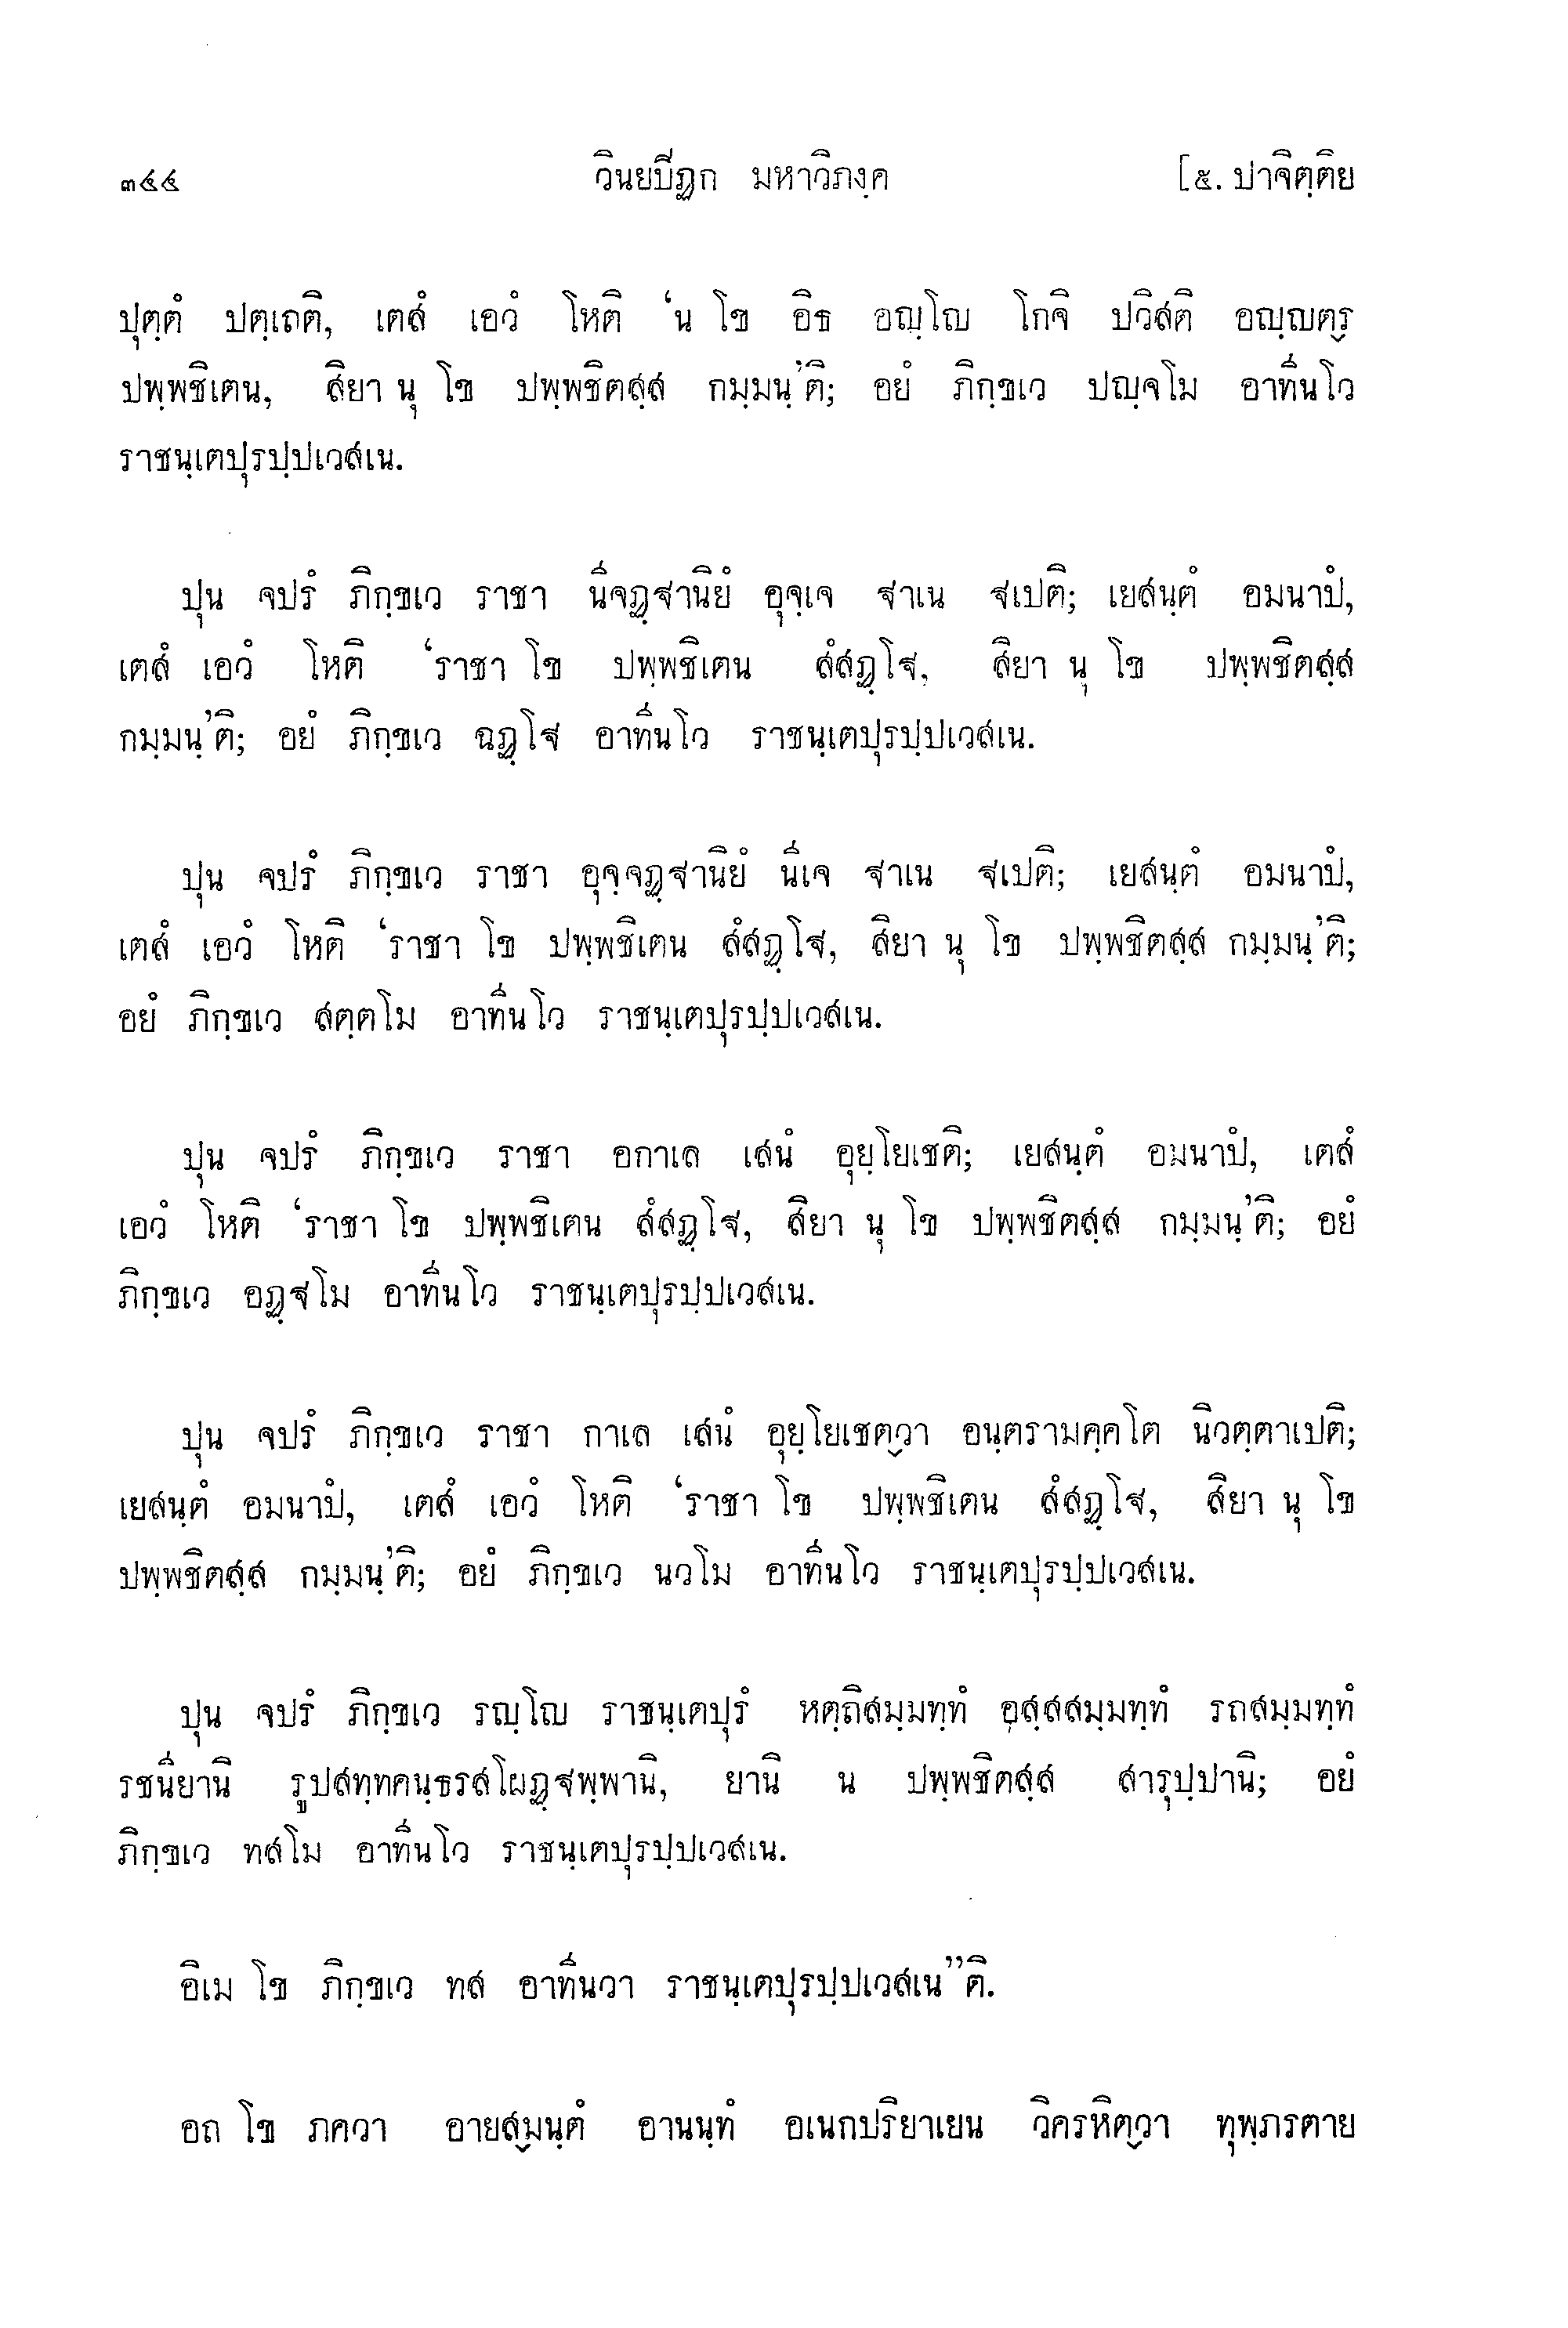 ๓๔๔ วินยปิฏก มหาวิภงฺค [๕. ปาจิตฺติย
ปุตฺตํ ปตฺเถติ, เตสํ เอวํ โหติ ‘น โข อิธ อญฺโญ โกจิ ปวิสติ อญฺญตฺร
ปพฺพชิเตน, สิยา นุ โข ปพฺพชิตสฺส กมฺมนฺ’ติ; อยํ ภิกฺขเว ปญฺจโม อาทีนโว
ราชนฺเตปุรปฺปเวสเน.
ปุน จปรํ ภิกฺขเว ราชา นีจฏฺฐานิยํ อุจฺเจ ฐาเน ฐเปติ; เยสนฺตํ อมนาปํ,
เตสํ เอวํ โหติ ‘ราชา โข ปพฺพชิเตน สํสฏฺโฐ, สิยา นุ โข ปพฺพชิตสฺส
กมฺมนฺ’ติ; อยํ ภิกฺขเว ฉฏฺโฐ อาทีนโว ราชนฺเตปุรปฺปเวสเน.
ปุน จปรํ ภิกฺขเว ราชา อุจฺจฏฺฐานิยํ นีเจ ฐาเน ฐเปติ; เยสนฺตํ อมนาปํ,
เตสํ เอวํ โหติ ‘ราชา โข ปพฺพชิเตน สํสฏฺโฐ, สิยา นุ โข ปพฺพชิตสฺส กมฺมนฺ’ติ;
อยํ ภิกฺขเว สตฺตโม อาทีนโว ราชนฺเตปุรปฺปเวสเน.
ปุน จปรํ ภิกฺขเว ราชา อกาเล เสนํ อุยฺโยเชติ; เยสนฺตํ อมนาปํ, เตสํ
เอวํ โหติ ‘ราชา โข ปพฺพชิเตน สํสฏฺโฐ, สิยา นุ โข ปพฺพชิตสฺส กมฺมนฺ’ติ; อยํ
ภิกฺขเว อฏฺฐโม อาทีนโว ราชนฺเตปุรปฺปเวสเน.
ปุน จปรํ ภิกฺขเว ราชา กาเล เสนํ อุยฺโยเชตฺวา อนฺตรามคฺคโต นิวตฺตาเปติ;
เยสนฺตํ อมนาปํ, เตสํ เอวํ โหติ ‘ราชา โข ปพฺพชิเตน สํสฏฺโฐ, สิยา นุ โข
ปพฺพชิตสฺส กมฺมนฺ’ติ; อยํ ภิกฺขเว นวโม อาทีนโว ราชนฺเตปุรปฺปเวสเน.
ปุน จปรํ ภิกฺขเว รญฺโญ ราชนฺเตปุรํ หตฺถิสมฺมทฺทํ อสฺสสมฺมทฺทํ รถสมฺมทฺทํ
รชนียานิ รูปสทฺทคนฺธรสโผฏฺฐพฺพานิ, ยานิ น ปพฺพชิตสฺส สารุปฺปานิ; อยํ
ภิกฺขเว ทสโม อาทีนโว ราชนฺเตปุรปฺปเวสเน.
อิเม โข ภิกฺขเว ทส อาทีนวา ราชนฺเตปุรปฺปเวสเน”ติ.
อถ โข ภควา อายสฺมนฺตํ อานนฺทํ อเนกปริยาเยน วิครหิตฺวา ทุพฺภรตาย